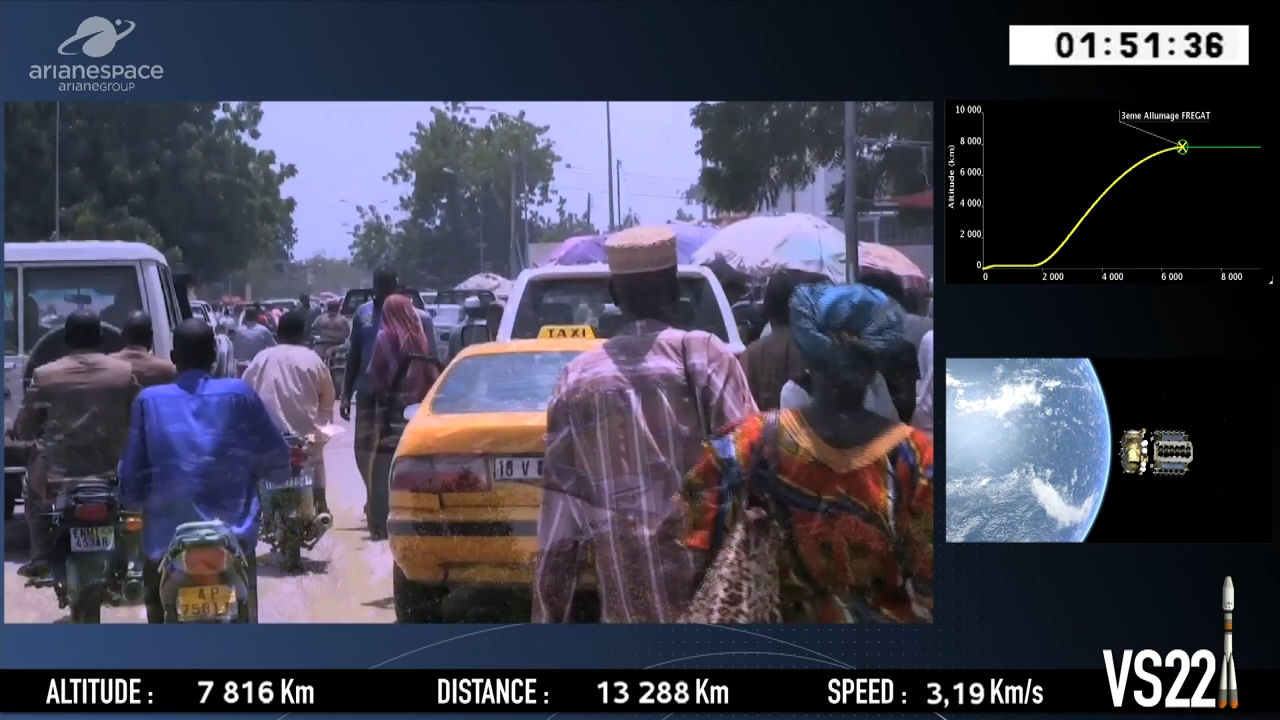 arianespace
arianeGROUP
01:51:36
10 000
8 000
6 000
4 000
2 000
0
Altitude (km)
3eme Allumage FREGAT
0
2 000
4 000
6 000
8 000
TAXI
18 V
AP
ALTITUDE : 7 816 Km
DISTANCE : 13 288 Km
SPEED : 3,19 Km/s
VS22